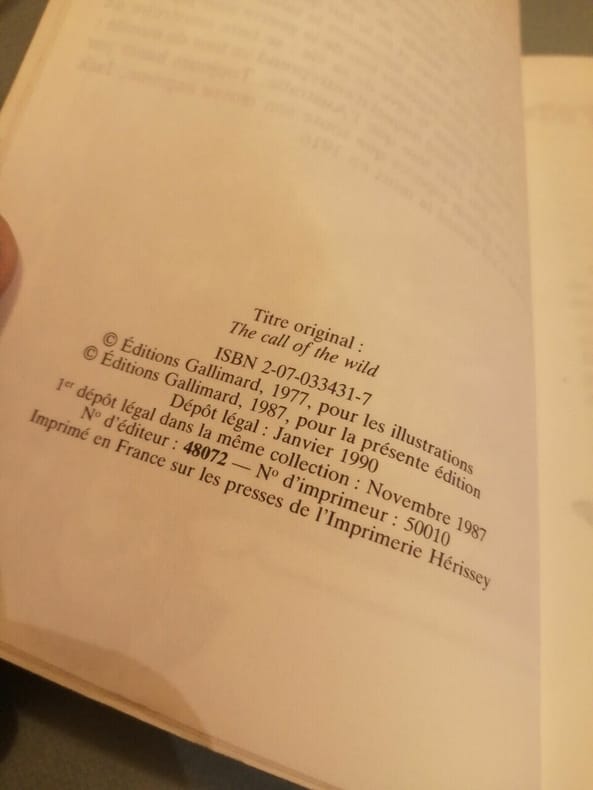 Titre original :
The call of the wild
ISBN 2-07-033431-7
© Éditions Gallimard, 1977, pour les illustrations
© Éditions Gallimard, 1987, pour la présente édition
Dépôt légal : Janvier 1990
1er dépôt légal dans la même collection : Novembre 1987
N° d'éditeur : 48072 — N° d'imprimeur : 50010
Imprimé en France sur les presses de l'Imprimerie Hérissey